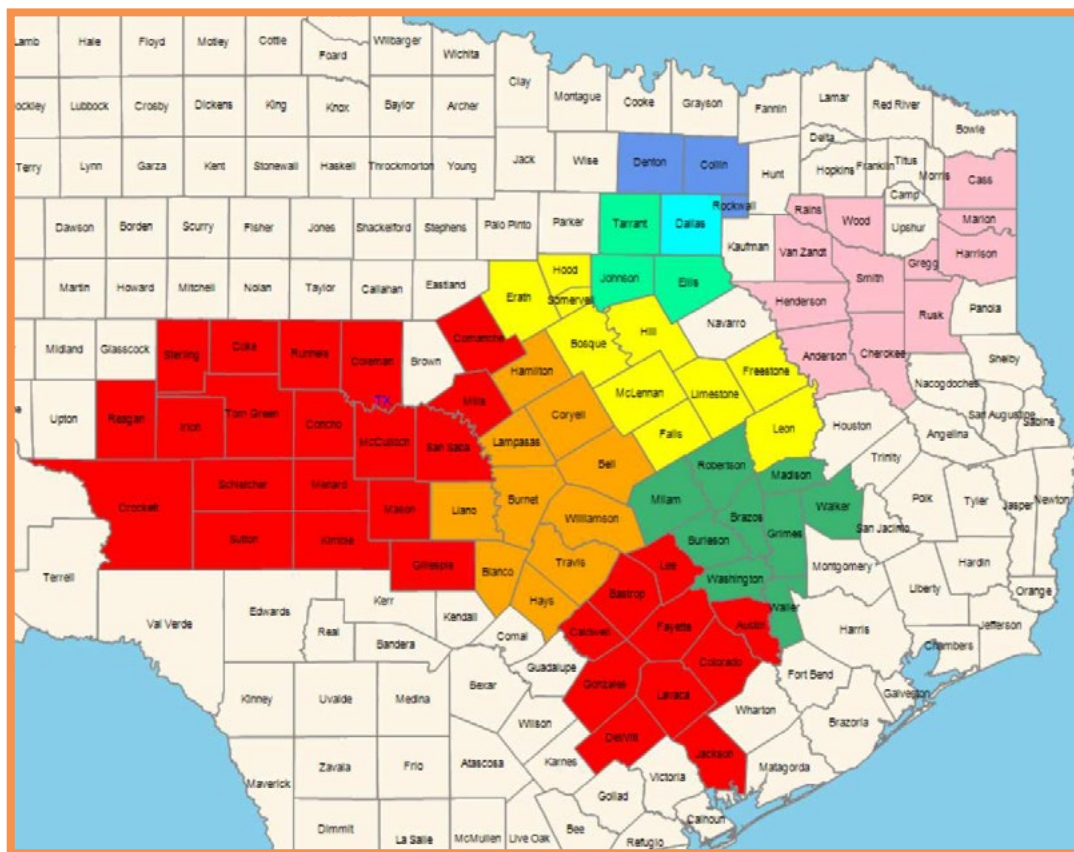 Lamb Hale Floyd Motley Cottle Foard Wilbarger Wichita
Clay Montague Cooke Grayson Fannin Lamar Red River Bowie
ockley Lubbock Crosby Dickens King Knox Baylor Archer
Terry Lynn Garza Kent Stonewall Haskell Throckmorton Young Jack Wise Denton Collin Hunt Delta Hopkins Franklin Titus Morris Cass
Camp
Rockwall Rains Wood Upshur Marion
Dawson Borden Scurry Fisher Jones Shackelford Stephens Palo Pinto Parker Tarrant Dallas Kaufman Van Zandt Gregg Harrison
Martin Howard Mitchell Nolan Taylor Callahan Eastland Erath Hood Johnson Ellis Smith
Somervell Henderson Rusk Panola
Midland Glasscock Sterling Coke Runnels Coleman Brown Comanche Bosque Hill Navarro Anderson Cherokee Shelby
Hamilton Freestone Nacogdoches
Upton Reagan Irion Tom Green TX Concho Mills McLennan Limestone San Augustine Sabine
Coryell Houston Angelina
McCulloch San Saba Lampasas Falls Leon
Bell Robertson Madison Trinity
Crockett Schleicher Menard Mason Llano Burnet Milam Walker Polk Tyler Jasper Newton
Williamson Brazos Grimes San Jacinto
Sutton Kimble Burleson
Terrell Gillespie Blanco Travis Lee Washington Montgomery Liberty Hardin Orange
Val Verde Edwards Kerr Kendall Hays Bastrop Waller
Real Bandera Comal Caldwell Fayette Austin Harris Jefferson
Guadalupe Colorado Chambers
Kinney Uvalde Medina Bexar Gonzales Lavaca Fort Bend Galveston
Wilson Wharton Brazoria
Maverick Zavala Frio Atascosa Karnes DeWitt Jackson Matagorda
Victoria
Goliad
Dimmit La Salle McMullen Live Oak Bee Refugio Calhoun